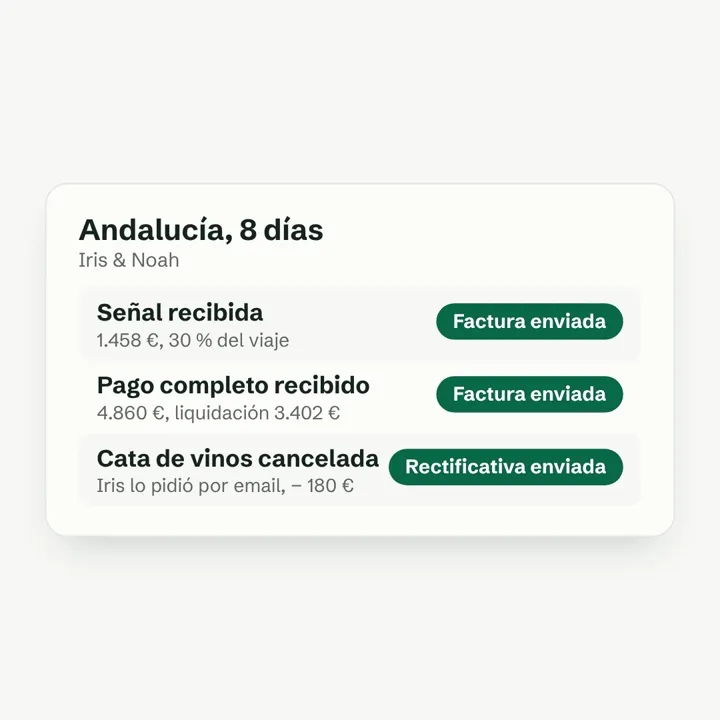 Andalucía, 8 días
Iris & Noah
Señal recibida
1.458 €, 30 % del viaje
Factura enviada
Pago completo recibido
4.860 €, liquidación 3.402 €
Factura enviada
Cata de vinos cancelada
Iris lo pidió por email, − 180 €
Rectificativa enviada